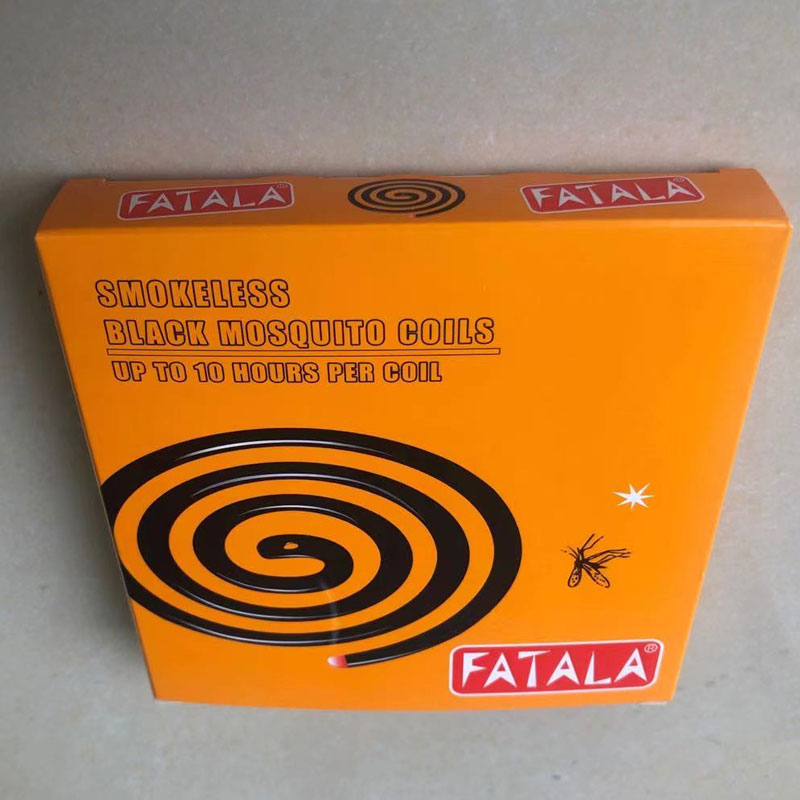 FATALA® FATALA®
SMOKELESS
BLACK MOSQUITO COILS
UP TO 10 HOURS PER COIL
FATALA®